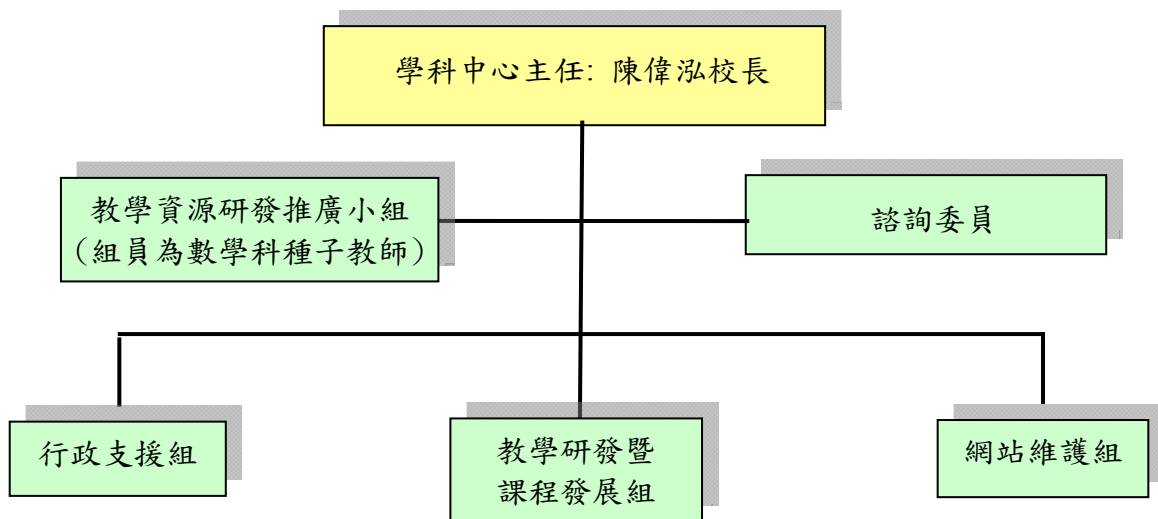 學科中心主任: 陳偉泓校長
教學資源研發推廣小組
(組員為數學科種子教師)
諮詢委員
行政支援組
教學研發暨
課程發展組
網站維護組